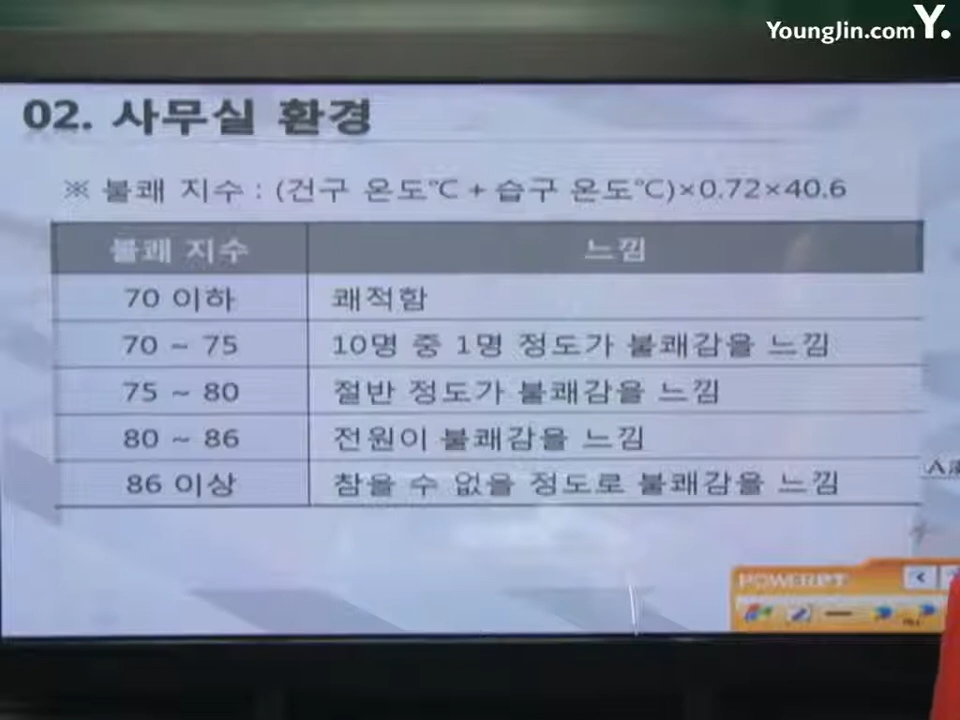 YoungJin.com Y.
02. 사무실 환경
※ 불쾌 지수 : (건구 온도℃ + 습구 온도℃)×0.72×40.6
불쾌 지수 느낌
70 이하 쾌적함
70 ~ 75 10명 중 1명 정도가 불쾌감을 느낌
75 ~ 80 절반 정도가 불쾌감을 느낌
80 ~ 86 전원이 불쾌감을 느낌
86 이상 참을 수 없을 정도로 불쾌감을 느낌
POWERPT